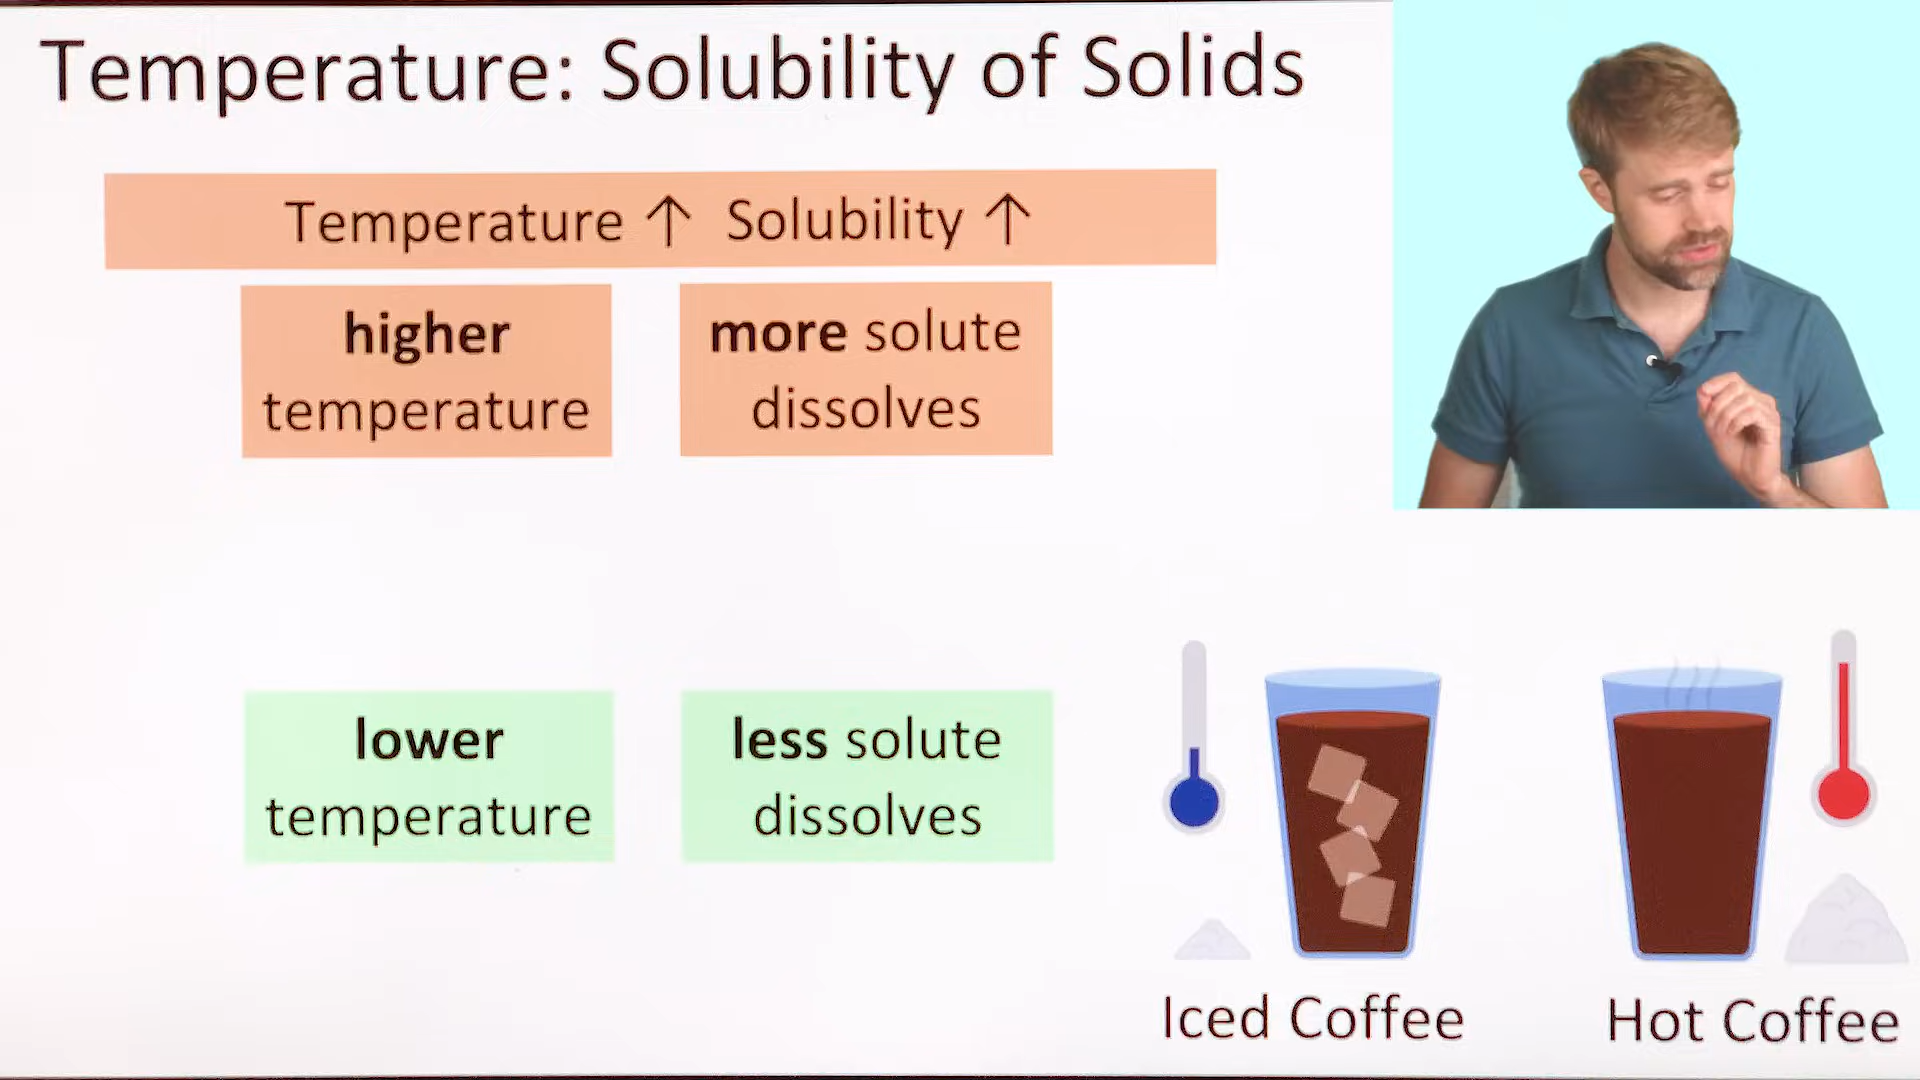 Temperature: Solubility of Solids
Temperature ↑ Solubility ↑
higher
temperature
more solute
dissolves
lower
temperature
less solute
dissolves
Iced Coffee
Hot Coffee